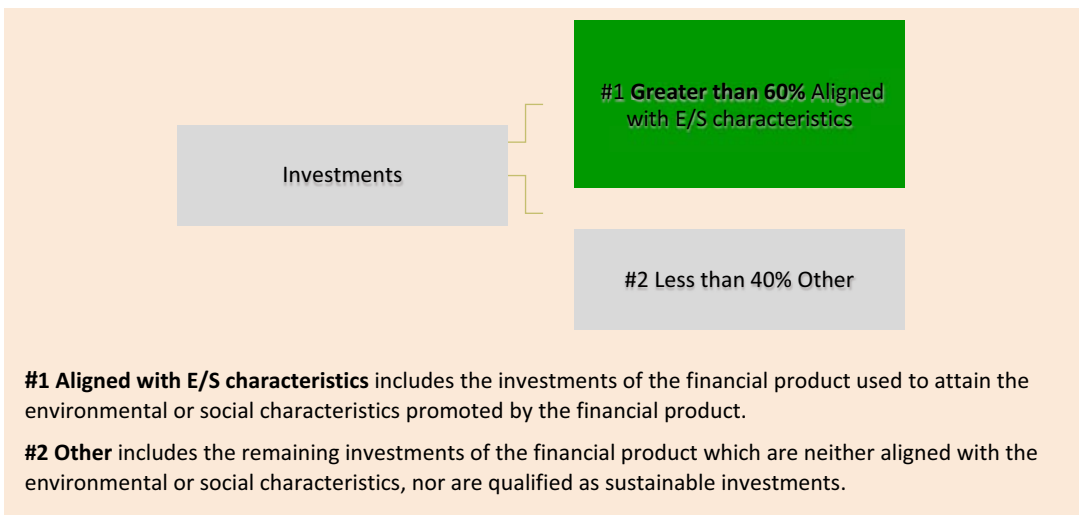 #1 Greater than 60% Aligned
with E/S characteristics
Investments
#2 Less than 40% Other
#1 Aligned with E/S characteristics includes the investments of the financial product used to attain the
environmental or social characteristics promoted by the financial product.
#2 Other includes the remaining investments of the financial product which are neither aligned with the
environmental or social characteristics, nor are qualified as sustainable investments.